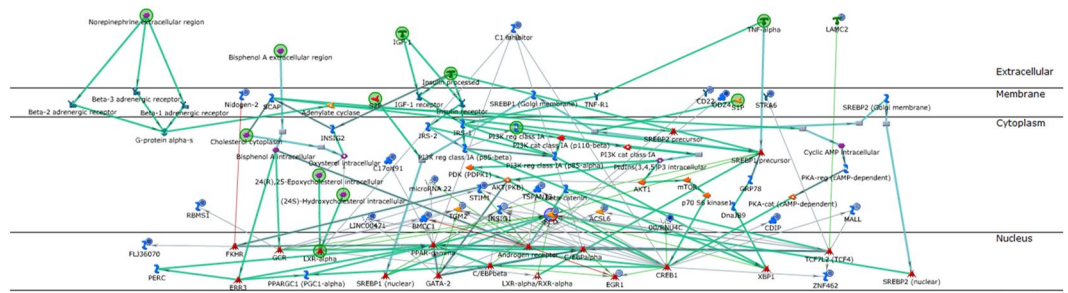 Norepinephrine extracellular region
IGF-1
C1 inhibitor
TNF-alpha
LAMC2
Bisphenol A extracellular region
Insulin processed
Extracellular
Beta-3 adrenergic receptor
Nidogen-2
SCAP
IGF-1 receptor
SREBP1 (Golgi membrane)
TNF-R1
CD22
STRA6
SREBP2 (Golgi membrane)
Membrane
Beta-2 adrenergic receptor
Beta-1 adrenergic receptor
Adenylate cyclase
Insulin receptor
G-protein alpha-s
Cholesterol cytoplasm
INSIG2
IRS-2
IRS-1
PI3K reg class IA
SREBP2 precursor
Cytoplasm
PI3K cat class IA (p110-beta)
PI3K cat class IA
Cyclic AMP intracellular
Bisphenol A intracellular
Oxysterol intracellular
C17orf91
PI3K reg class IA (p85-beta)
PI3K reg class IA (p85-alpha)
PtdIns(3,4,5)P3 intracellular
SREBP1 precursor
PKA-reg (cAMP-dependent)
24(R),25-Epoxycholesterol intracellular
microRNA 22
PDK (PDPK1)
AKT(PKB)
AKT1
mTOR
GRP78
(24S)-Hydroxycholesterol intracellular
STIM1
Beta-catenin
p70 S6 kinase1
DnaJB9
PKA-cat (cAMP-dependent)
RBMS1
LINC00471
BMCC1
TGM2
INSIG1
ACSL6
CDIP
MALL
Nucleus
FLJ36070
FKHR
GCR
LXR-alpha
PPAR-gamma
Androgen receptor
C/EBPalpha
TCF7L2 (TCF4)
PERC
ERR3
PPARGC1 (PGC1-alpha)
SREBP1 (nuclear)
C/EBPbeta
GATA-2
LXR-alpha/RXR-alpha
EGR1
CREB1
XBP1
ZNF462
SREBP2 (nuclear)